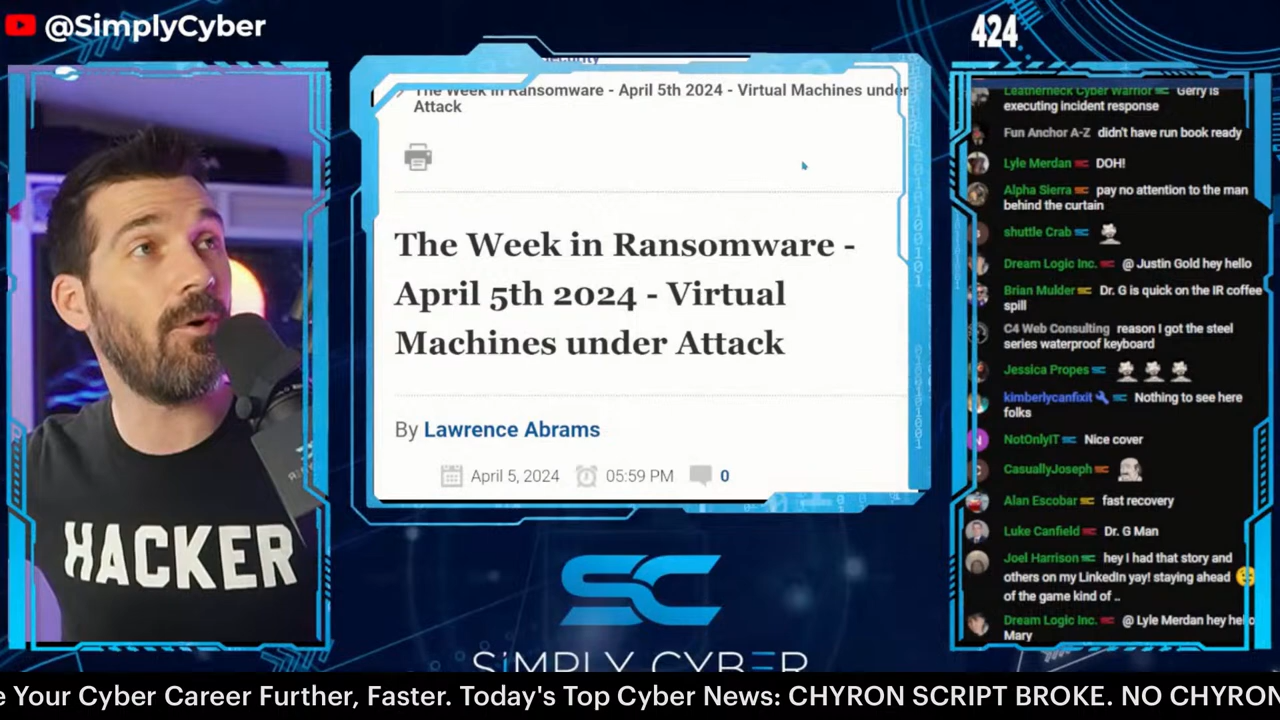 @SimplyCyber
424
Security
The Week in Ransomware - April 5th 2024 - Virtual Machines under
Attack
The Week in Ransomware -
April 5th 2024 - Virtual
Machines under Attack
By Lawrence Abrams
April 5, 2024 05:59 PM 0
HACKER
SC
SIMPLY CYBER
Leatherneck Cyber Warrior Gerry is
executing incident response
Fun Anchor A-Z didn't have run book ready
Lyle Merdan DOH!
Alpha Sierra pay no attention to the man
behind the curtain
shuttle Crab
Dream Logic Inc. @ Justin Gold hey hello
Brian Mulder Dr. G is quick on the IR coffee
spill
C4 Web Consulting reason I got the steel
series waterproof keyboard
Jessica Propes
kimberlycanfixit Nothing to see here
folks
NotOnlyIT Nice cover
CasuallyJoseph
Alan Escobar fast recovery
Luke Canfield Dr. G Man
Joel Harrison hey I had that story and
others on my LinkedIn yay! staying ahead
of the game kind of ..
Dream Logic Inc. @ Lyle Merdan hey hello
Mary
e Your Cyber Career Further, Faster. Today's Top Cyber News: CHYRON SCRIPT BROKE. NO CHYRON